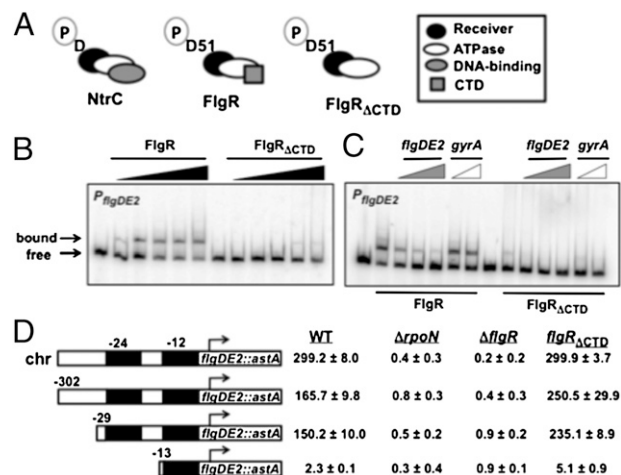 A
P
D
NtrC
P
D51
FlgR
P
D51
FlgRΔCTD
Receiver
ATPase
DNA-binding
CTD
B
FlgR
FlgRΔCTD
PflgDE2
bound
free
C
flgDE2 gyrA
flgDE2 gyrA
PflgDE2
FlgR
FlgRΔCTD
D
-24 -12
WT ΔrpoN ΔflgR flgRΔCTD
chr flgDE2::astA 299.2 ± 8.0 0.4 ± 0.3 0.2 ± 0.2 299.9 ± 3.7
-302
flgDE2::astA 165.7 ± 9.8 0.8 ± 0.3 0.4 ± 0.3 250.5 ± 29.9
-29
flgDE2::astA 150.2 ± 10.0 0.5 ± 0.2 0.9 ± 0.2 235.1 ± 8.9
-13
flgDE2::astA 2.3 ± 0.1 0.3 ± 0.4 0.9 ± 0.1 5.1 ± 0.9